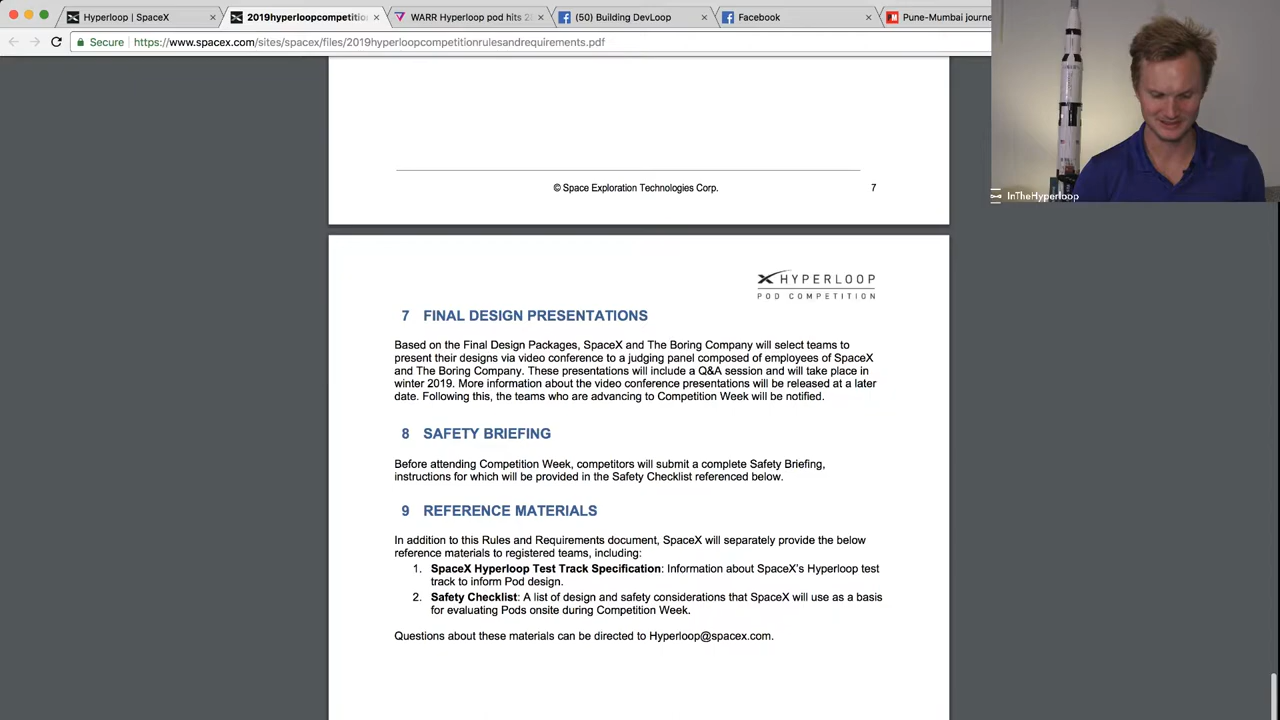 Hyperloop | SpaceX
2019hyperloopcompetition
WARR Hyperloop pod hits 2
(50) Building DevLoop
Facebook
Pune-Mumbai journe
Secure
https://www.spacex.com/sites/spacex/files/2019hyperloopcompetitionrulesandrequirements.pdf
InTheHyperloop
© Space Exploration Technologies Corp.
7
HYPERLOOP
POD COMPETITION
7 FINAL DESIGN PRESENTATIONS
Based on the Final Design Packages, SpaceX and The Boring Company will select teams to
present their designs via video conference to a judging panel composed of employees of SpaceX
and The Boring Company. These presentations will include a Q&A session and will take place in
winter 2019. More information about the video conference presentations will be released at a later
date. Following this, the teams who are advancing to Competition Week will be notified.
8 SAFETY BRIEFING
Before attending Competition Week, competitors will submit a complete Safety Briefing,
instructions for which will be provided in the Safety Checklist referenced below.
9 REFERENCE MATERIALS
In addition to this Rules and Requirements document, SpaceX will separately provide the below
reference materials to registered teams, including:
1. SpaceX Hyperloop Test Track Specification: Information about SpaceX's Hyperloop test
track to inform Pod design.
2. Safety Checklist: A list of design and safety considerations that SpaceX will use as a basis
for evaluating Pods onsite during Competition Week.
Questions about these materials can be directed to Hyperloop@spacex.com.